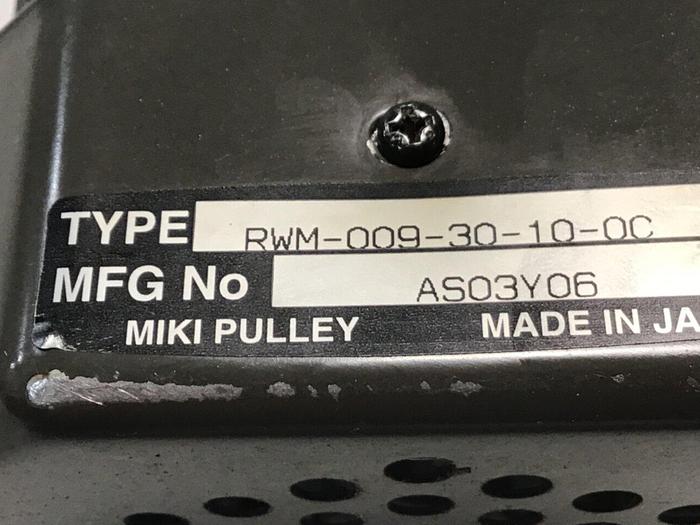 TYPE RWM-009-30-10-0C
MFG No AS03Y06
MIKI PULLEY MADE IN JA